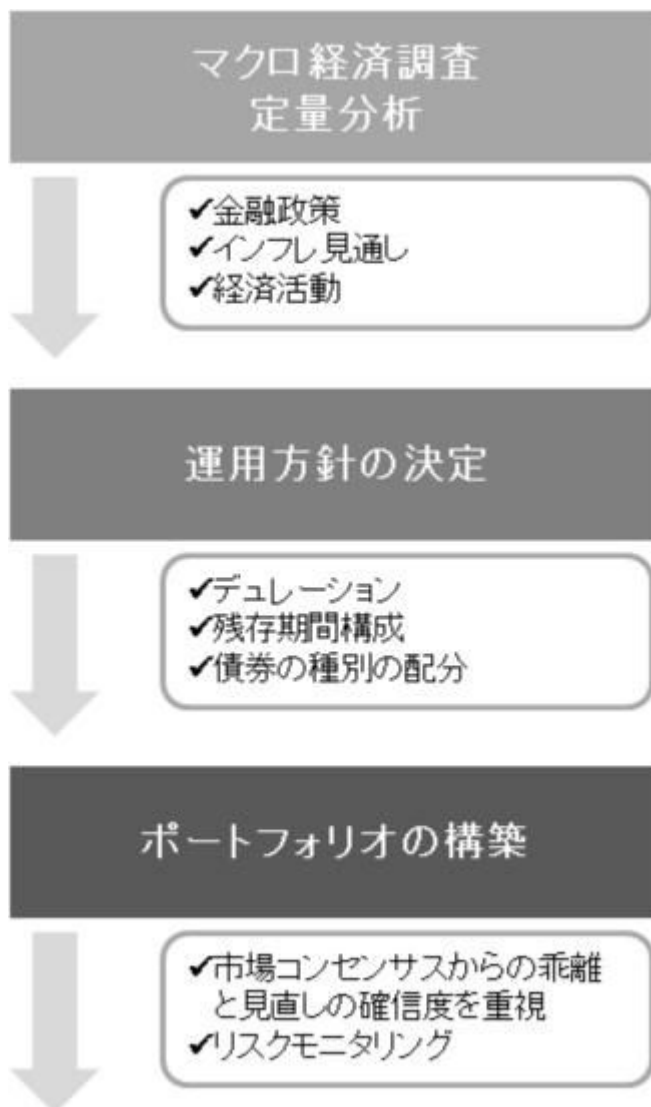 マクロ経済調査
定量分析
✓金融政策
✓インフレ見通し
✓経済活動
運用方針の決定
✓デュレーション
✓残存期間構成
✓債券の種別の配分
ポートフォリオの構築
✓市場コンセンサスからの乖離
と見直しの確信度を重視
✓リスクモニタリング